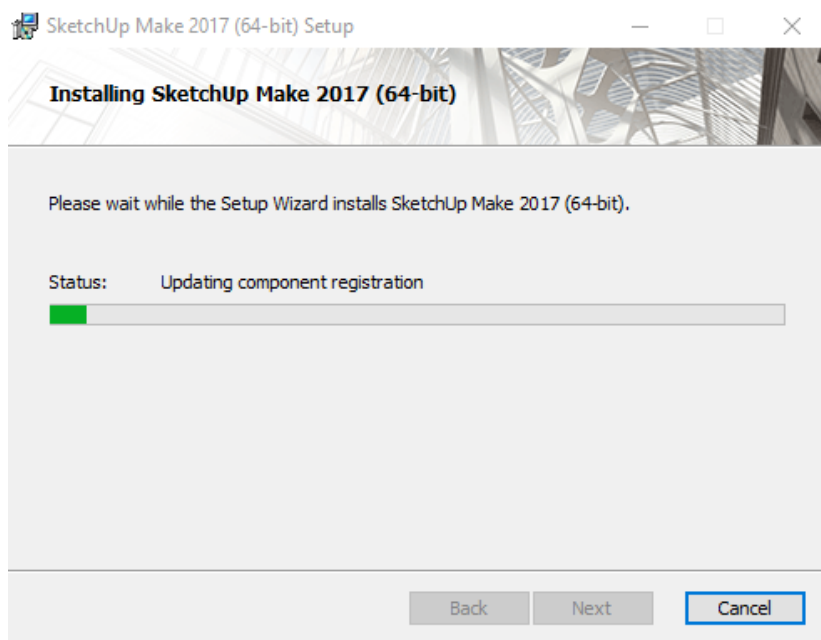 SketchUp Make 2017 (64-bit) Setup
Installing SketchUp Make 2017 (64-bit)
Please wait while the Setup Wizard installs SketchUp Make 2017 (64-bit).
Status: Updating component registration
Back Next Cancel